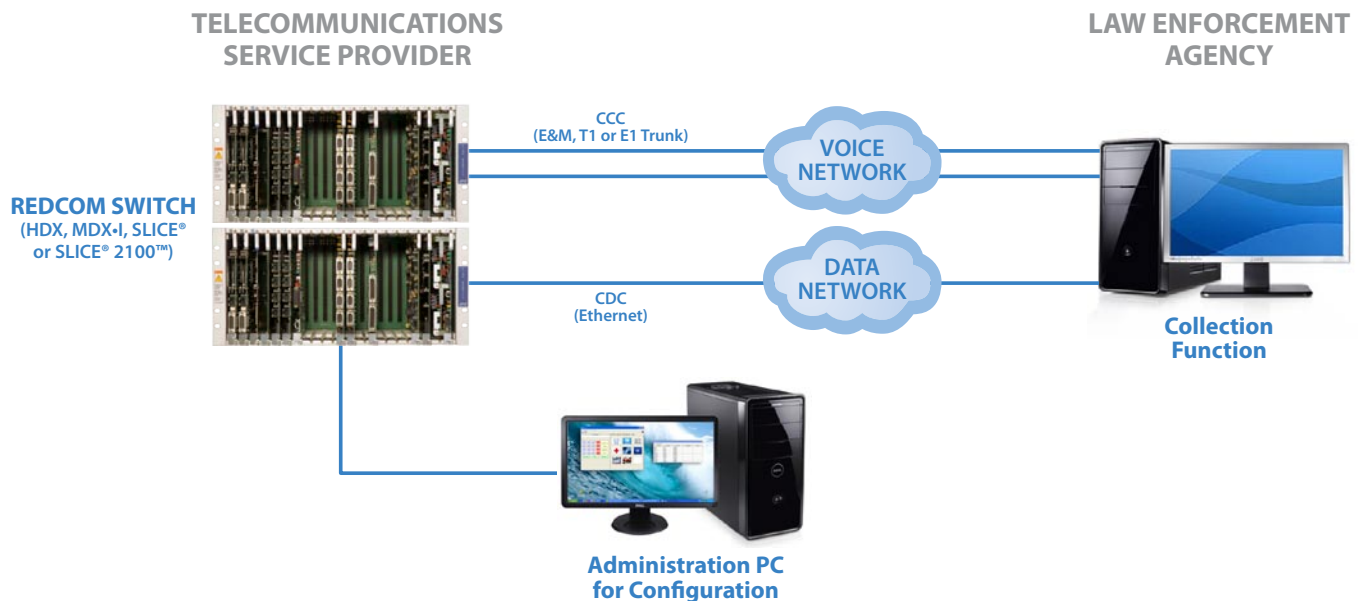 TELECOMMUNICATIONS
SERVICE PROVIDER
LAW ENFORCEMENT
AGENCY
CCC
(E&M, T1 or E1 Trunk)
VOICE
NETWORK
REDCOM SWITCH
(HDX, MDX•I, SLICE®
or SLICE® 2100™)
DATA
NETWORK
CDC
(Ethernet)
Collection
Function
Administration PC
for Configuration